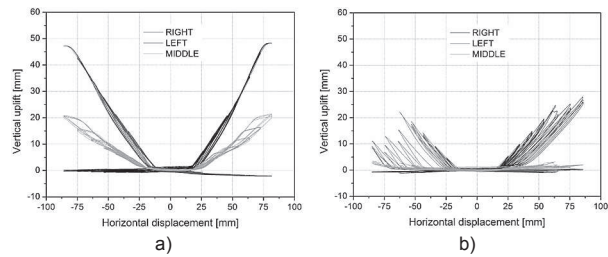 60
50
40
30
20
10
0
-10
Vertical uplift [mm]
RIGHT
LEFT
MIDDLE
-100 -75 -50 -25 0 25 50 75 100
Horizontal displacement [mm]
a)
60
50
40
30
20
10
0
-10
Vertical uplift [mm]
RIGHT
LEFT
MIDDLE
-100 -75 -50 -25 0 25 50 75 100
Horizontal displacement [mm]
b)